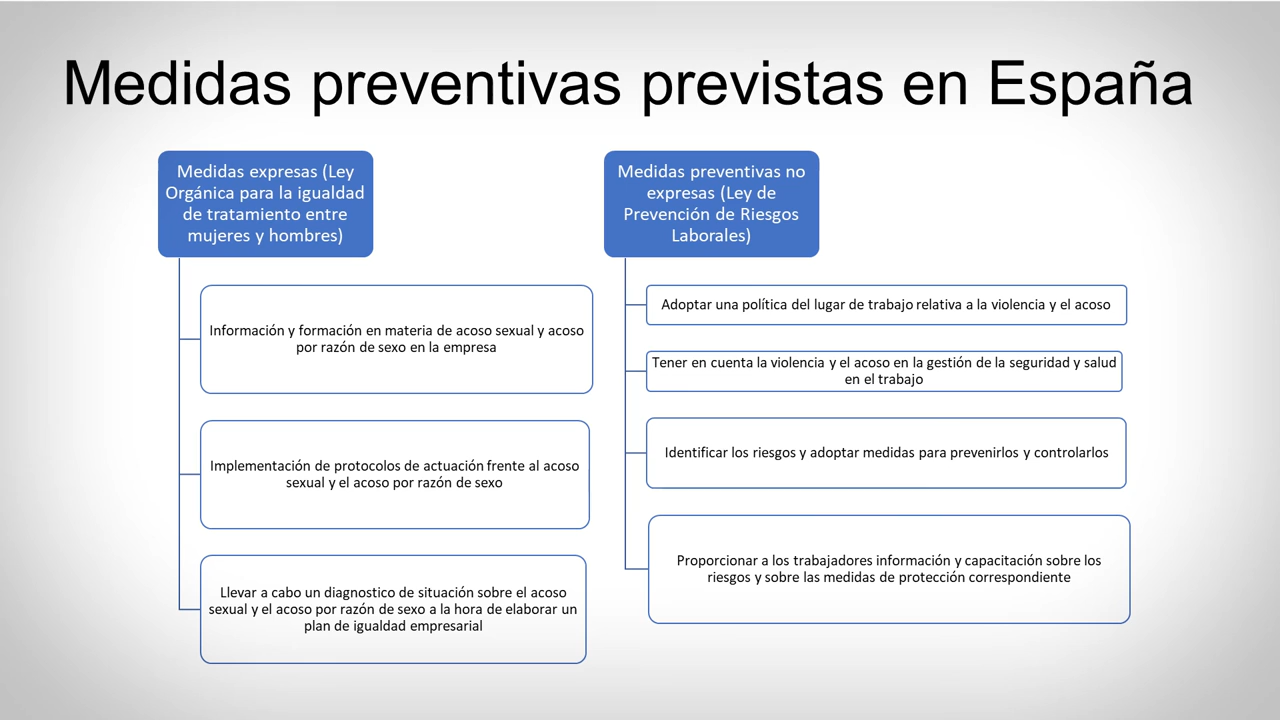 Medidas preventivas previstas en España
Medidas expresas (Ley
Orgánica para la igualdad
de tratamiento entre
mujeres y hombres)
Información y formación en materia de acoso sexual y acoso
por razón de sexo en la empresa
Implementación de protocolos de actuación frente al acoso
sexual y el acoso por razón de sexo
Llevar a cabo un diagnostico de situación sobre el acoso
sexual y el acoso por razón de sexo a la hora de elaborar un
plan de igualdad empresarial
Medidas preventivas no
expresas (Ley de
Prevención de Riesgos
Laborales)
Adoptar una política del lugar de trabajo relativa a la violencia y el acoso
Tener en cuenta la violencia y el acoso en la gestión de la seguridad y salud
en el trabajo
Identificar los riesgos y adoptar medidas para prevenirlos y controlarlos
Proporcionar a los trabajadores información y capacitación sobre los
riesgos y sobre las medidas de protección correspondiente